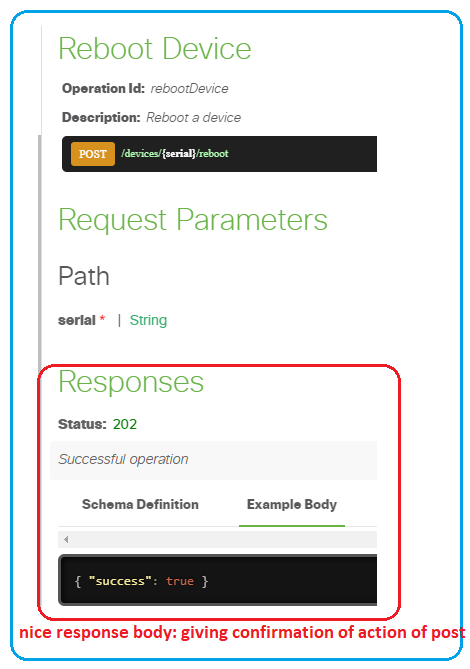 Reboot Device
Operation Id: rebootDevice
Description: Reboot a device
POST /devices/{serial}/reboot
Request Parameters
Path
serial * | String
Responses
Status: 202
Successful operation
Schema Definition Example Body
{ "success": true }
nice response body: giving confirmation of action of post